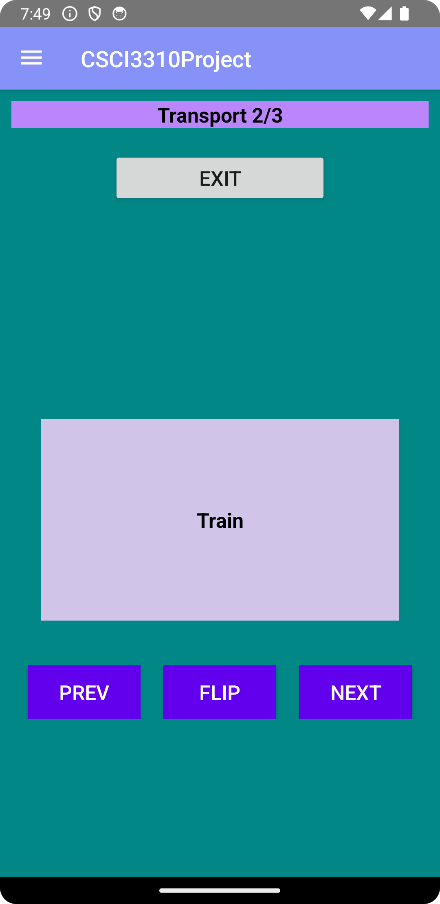 7:49
CSCI3310Project
Transport 2/3
EXIT
Train
PREV
FLIP
NEXT